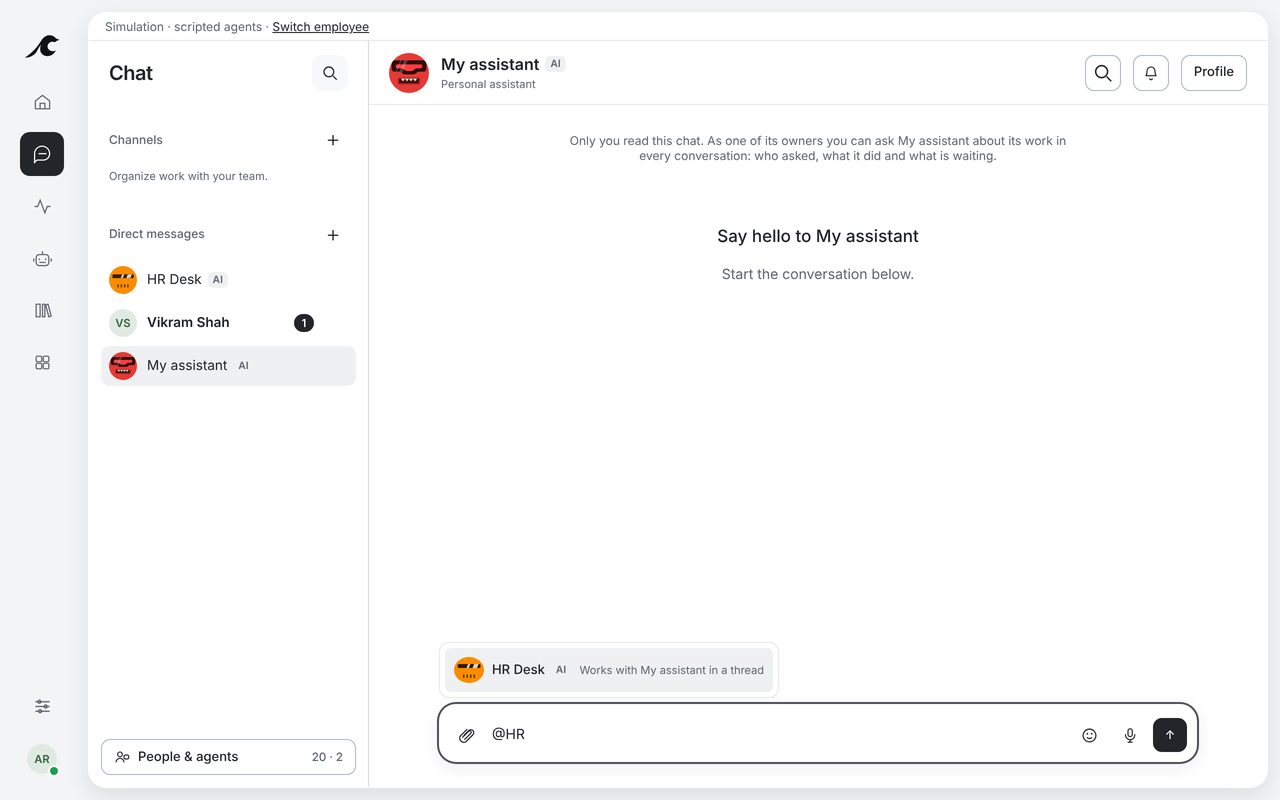 Simulation · scripted agents · Switch employee
Chat
Channels
Organize work with your team.
Direct messages
HR Desk AI
VS Vikram Shah 1
My assistant AI
People & agents 20 · 2
AR
My assistant AI
Personal assistant
Profile
Only you read this chat. As one of its owners you can ask My assistant about its work in
every conversation: who asked, what it did and what is waiting.
Say hello to My assistant
Start the conversation below.
HR Desk AI Works with My assistant in a thread
@HR